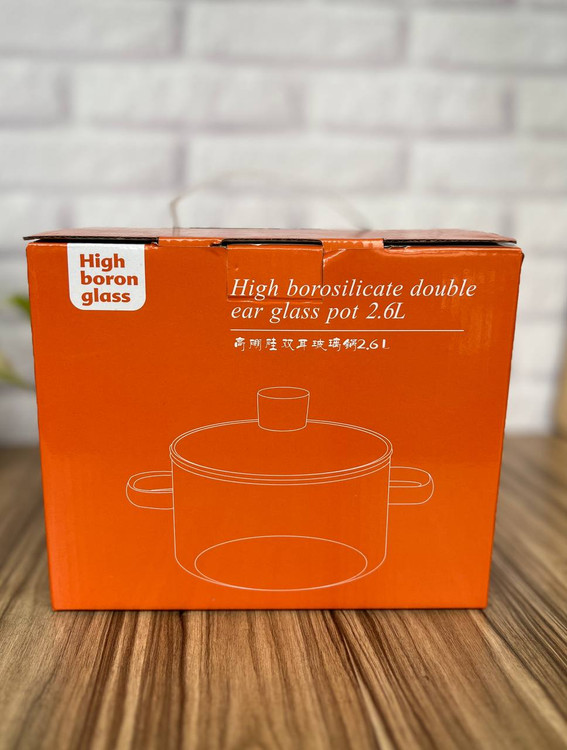 High
boron
glass
High borosilicate double
ear glass pot 2.6L
高硼硅双耳玻璃锅2.6L